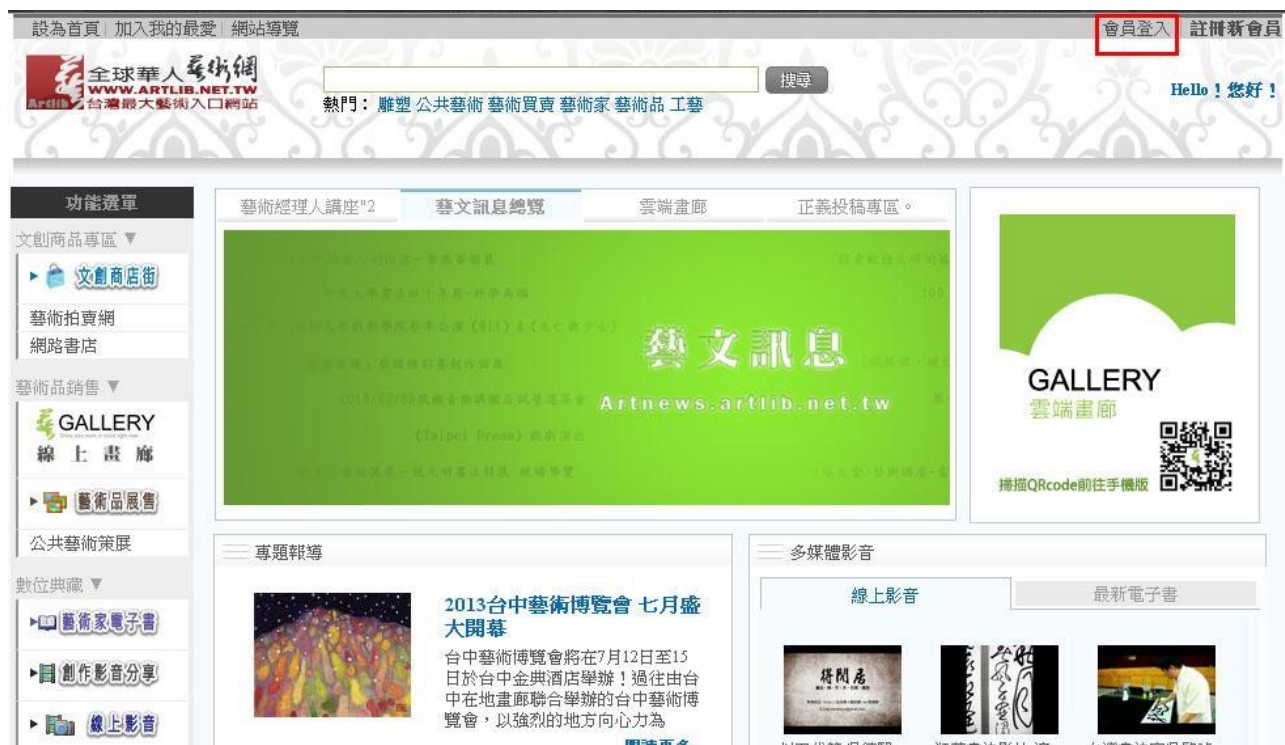 設為首頁| 加入我的最愛| 網站導覽
會員登入| 註冊新會員
全球華人藝術網
WWW.ARTLIB.NET.TW
Artlib 台灣最大藝術入口網站
搜尋
熱門： 雕塑 公共藝術 藝術買賣 藝術家 藝術品 工藝
Hello！您好！
功能選單
文創商品專區 ▼
文創商店街
藝術拍賣網
網路書店
藝術品銷售 ▼
GALLERY
線上畫廊
藝術品展售
公共藝術策展
數位典藏 ▼
藝術家電子書
創作影音分享
線上影音
藝術經理人講座"2
藝文訊息總覽
雲端畫廊
正義投稿專區。
藝文訊息
Artnews.artlib.net.tw
GALLERY
雲端畫廊
掃描QRcode前往手機版
專題報導
2013台中藝術博覽會 七月盛
大開幕
台中藝術博覽會將在7月12日至15
日於台中金典酒店舉辦！過往由台
中在地畫廊聯合舉辦的台中藝術博
覽會，以強烈的地方向心力為
多媒體影音
線上影音
最新電子書
得閒居